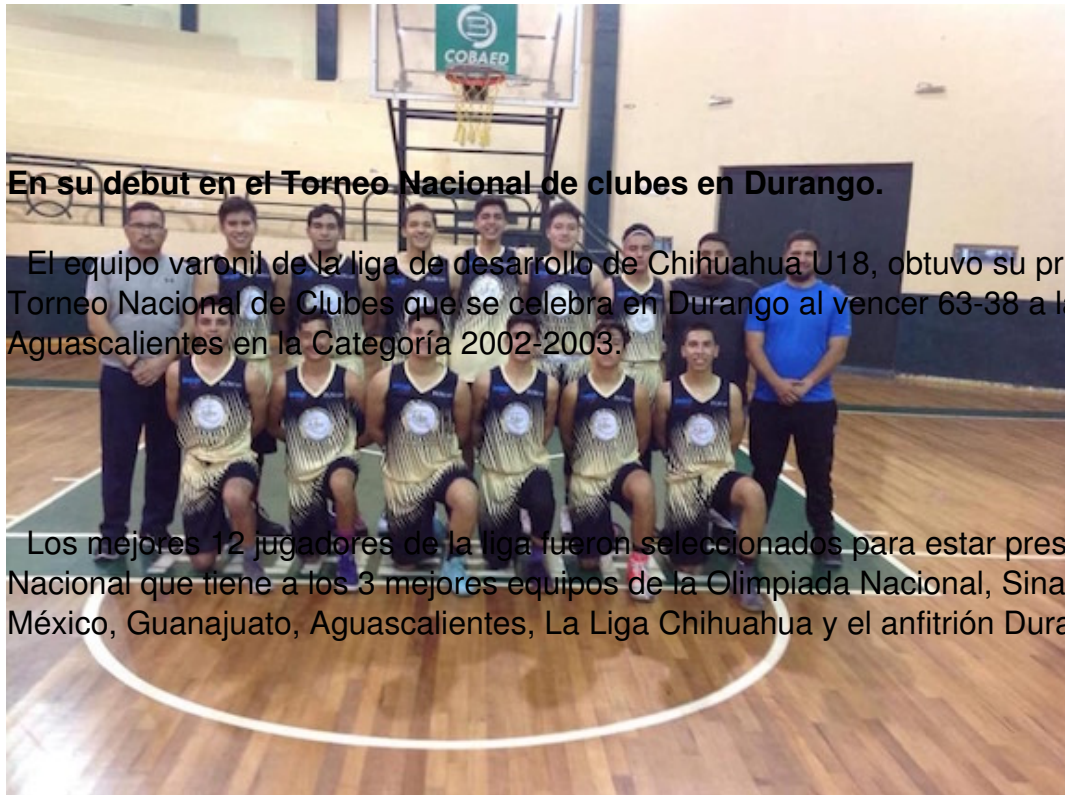 COBAED
En su debut en el Torneo Nacional de clubes en Durango.
El equipo varonil de la liga de desarrollo de Chihuahua U18, obtuvo su pr
Torneo Nacional de Clubes que se celebra en Durango al vencer 63-38 a la
Aguascalientes en la Categoría 2002-2003.
Los mejores 12 jugadores de la liga fueron seleccionados para estar pres
Nacional que tiene a los 3 mejores equipos de la Olimpiada Nacional, Sina
México, Guanajuato, Aguascalientes, La Liga Chihuahua y el anfitrión Dura